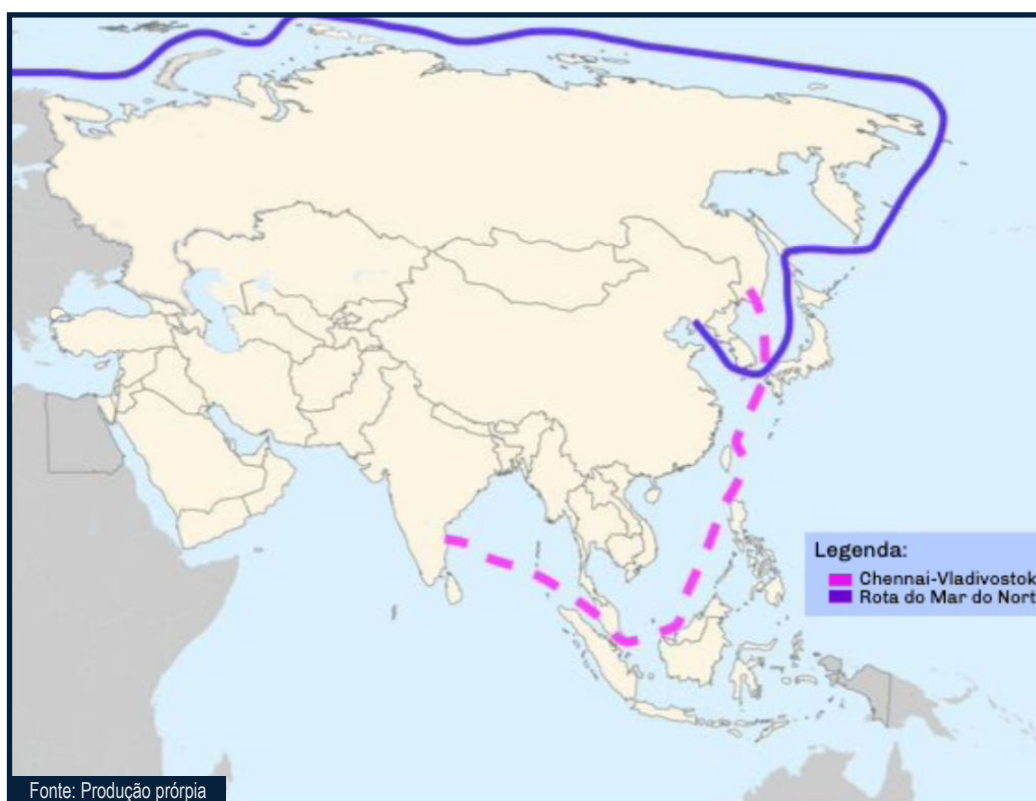 Legenda:
Chennai-Vladivostok
Rota do Mar do Nort
Fonte: Produção prórpia